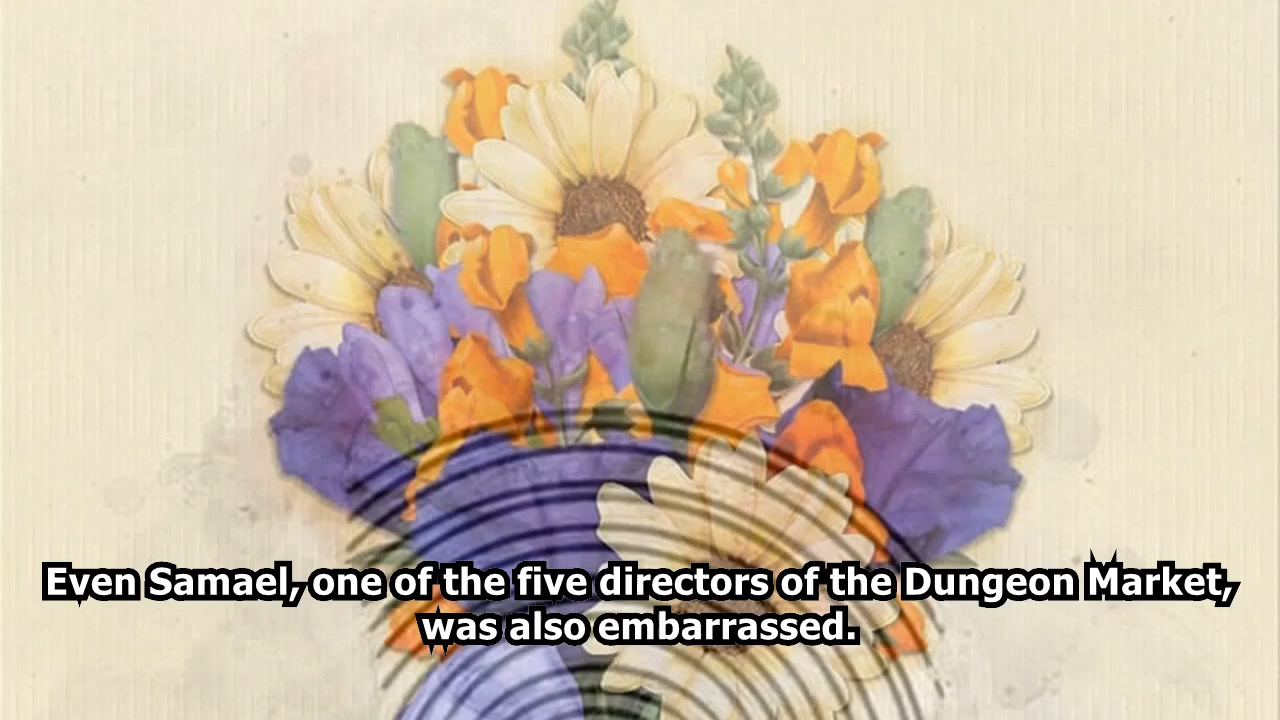 Even Samael, one of the five directors of the Dungeon Market,
was also embarrassed.